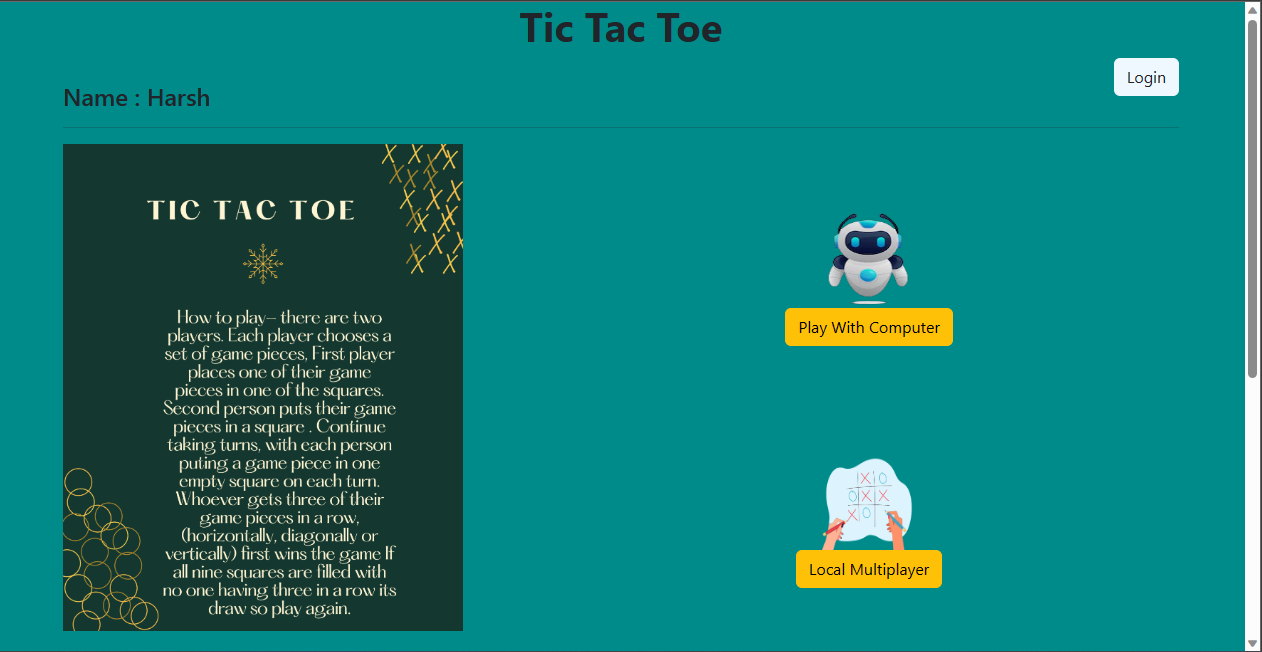 Tic Tac Toe
Login
Name : Harsh
TIC TAC TOE
How to play— there are two
players. Each player chooses a
set of game pieces, First player
places one of their game
pieces in one of the squares.
Second person puts their game
pieces in a square . Continue
taking turns, with each person
puting a game piece in one
empty square on each turn.
Whoever gets three of their
game pieces in a row,
(horizontally, diagonally or
vertically) first wins the game If
all nine squares are filled with
no one having three in a row its
draw so play again.
Play With Computer
X O
O X X
X O
Local Multiplayer